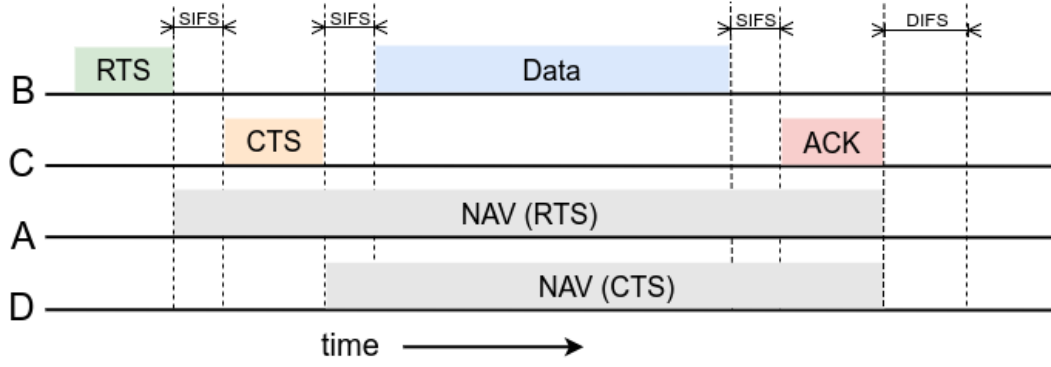 SIFS SIFS SIFS DIFS
B RTS Data
C CTS ACK
A NAV (RTS)
D NAV (CTS)
time